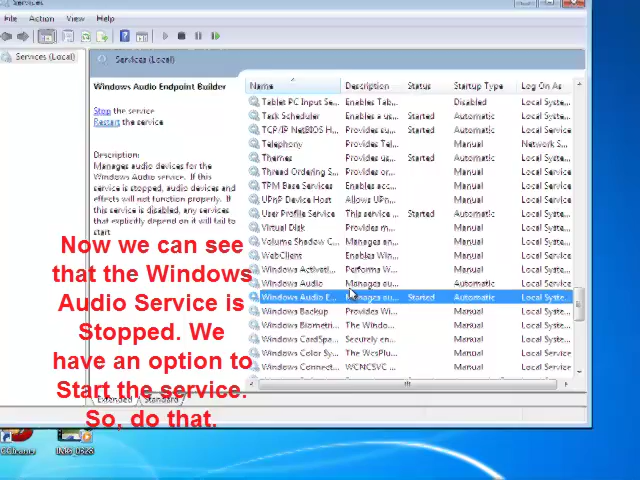 Services
File Action View Help
Services (Local)
Services (Local)
Windows Audio Endpoint Builder
Stop the service
Restart the service
Description:
Manages audio devices for the
Windows Audio service. If this
service is stopped, audio devices and
effects will not function properly. If
this service is disabled, any services
that explicitly depend on it will fail to
start
Name Description Status Startup Type Log On As
Tablet PC Input Se... Enables Tab... Disabled Local Syste...
Task Scheduler Enables a us... Started Automatic Local Syste...
TCP/IP NetBIOS H... Provides su... Started Automatic Local Service
Telephony Provides Tel... Manual Network S...
Themes Provides us... Started Automatic Local Syste...
Thread Ordering S... Provides or... Manual Local Service
TPM Base Services Enables acc... Manual Local Service
UPnP Device Host Allows UPn... Manual Local Service
User Profile Service This service ... Started Automatic Local Syste...
Virtual Disk Provides m... Manual Local Syste...
Volume Shadow C... Manages an... Manual Local Syste...
WebClient Enables Win... Manual Local Service
Windows Activati... Performs W... Manual Local Syste...
Windows Audio Manages au... Automatic Local Service
Windows Audio E... Manages au... Started Automatic Local Syste...
Windows Backup Provides Wi... Manual Local Syste...
Windows Biometri... The Windo... Manual Local Syste...
Windows CardSpa... Securely en... Manual Local Syste...
Windows Color Sy... The WcsPlu... Manual Local Service
Windows Connect... WCNCSVC ... Manual Local Service
Now we can see
that the Windows
Audio Service is
Stopped. We
have an option to
Start the service.
So, do that.
Extended Standard
CCleaner